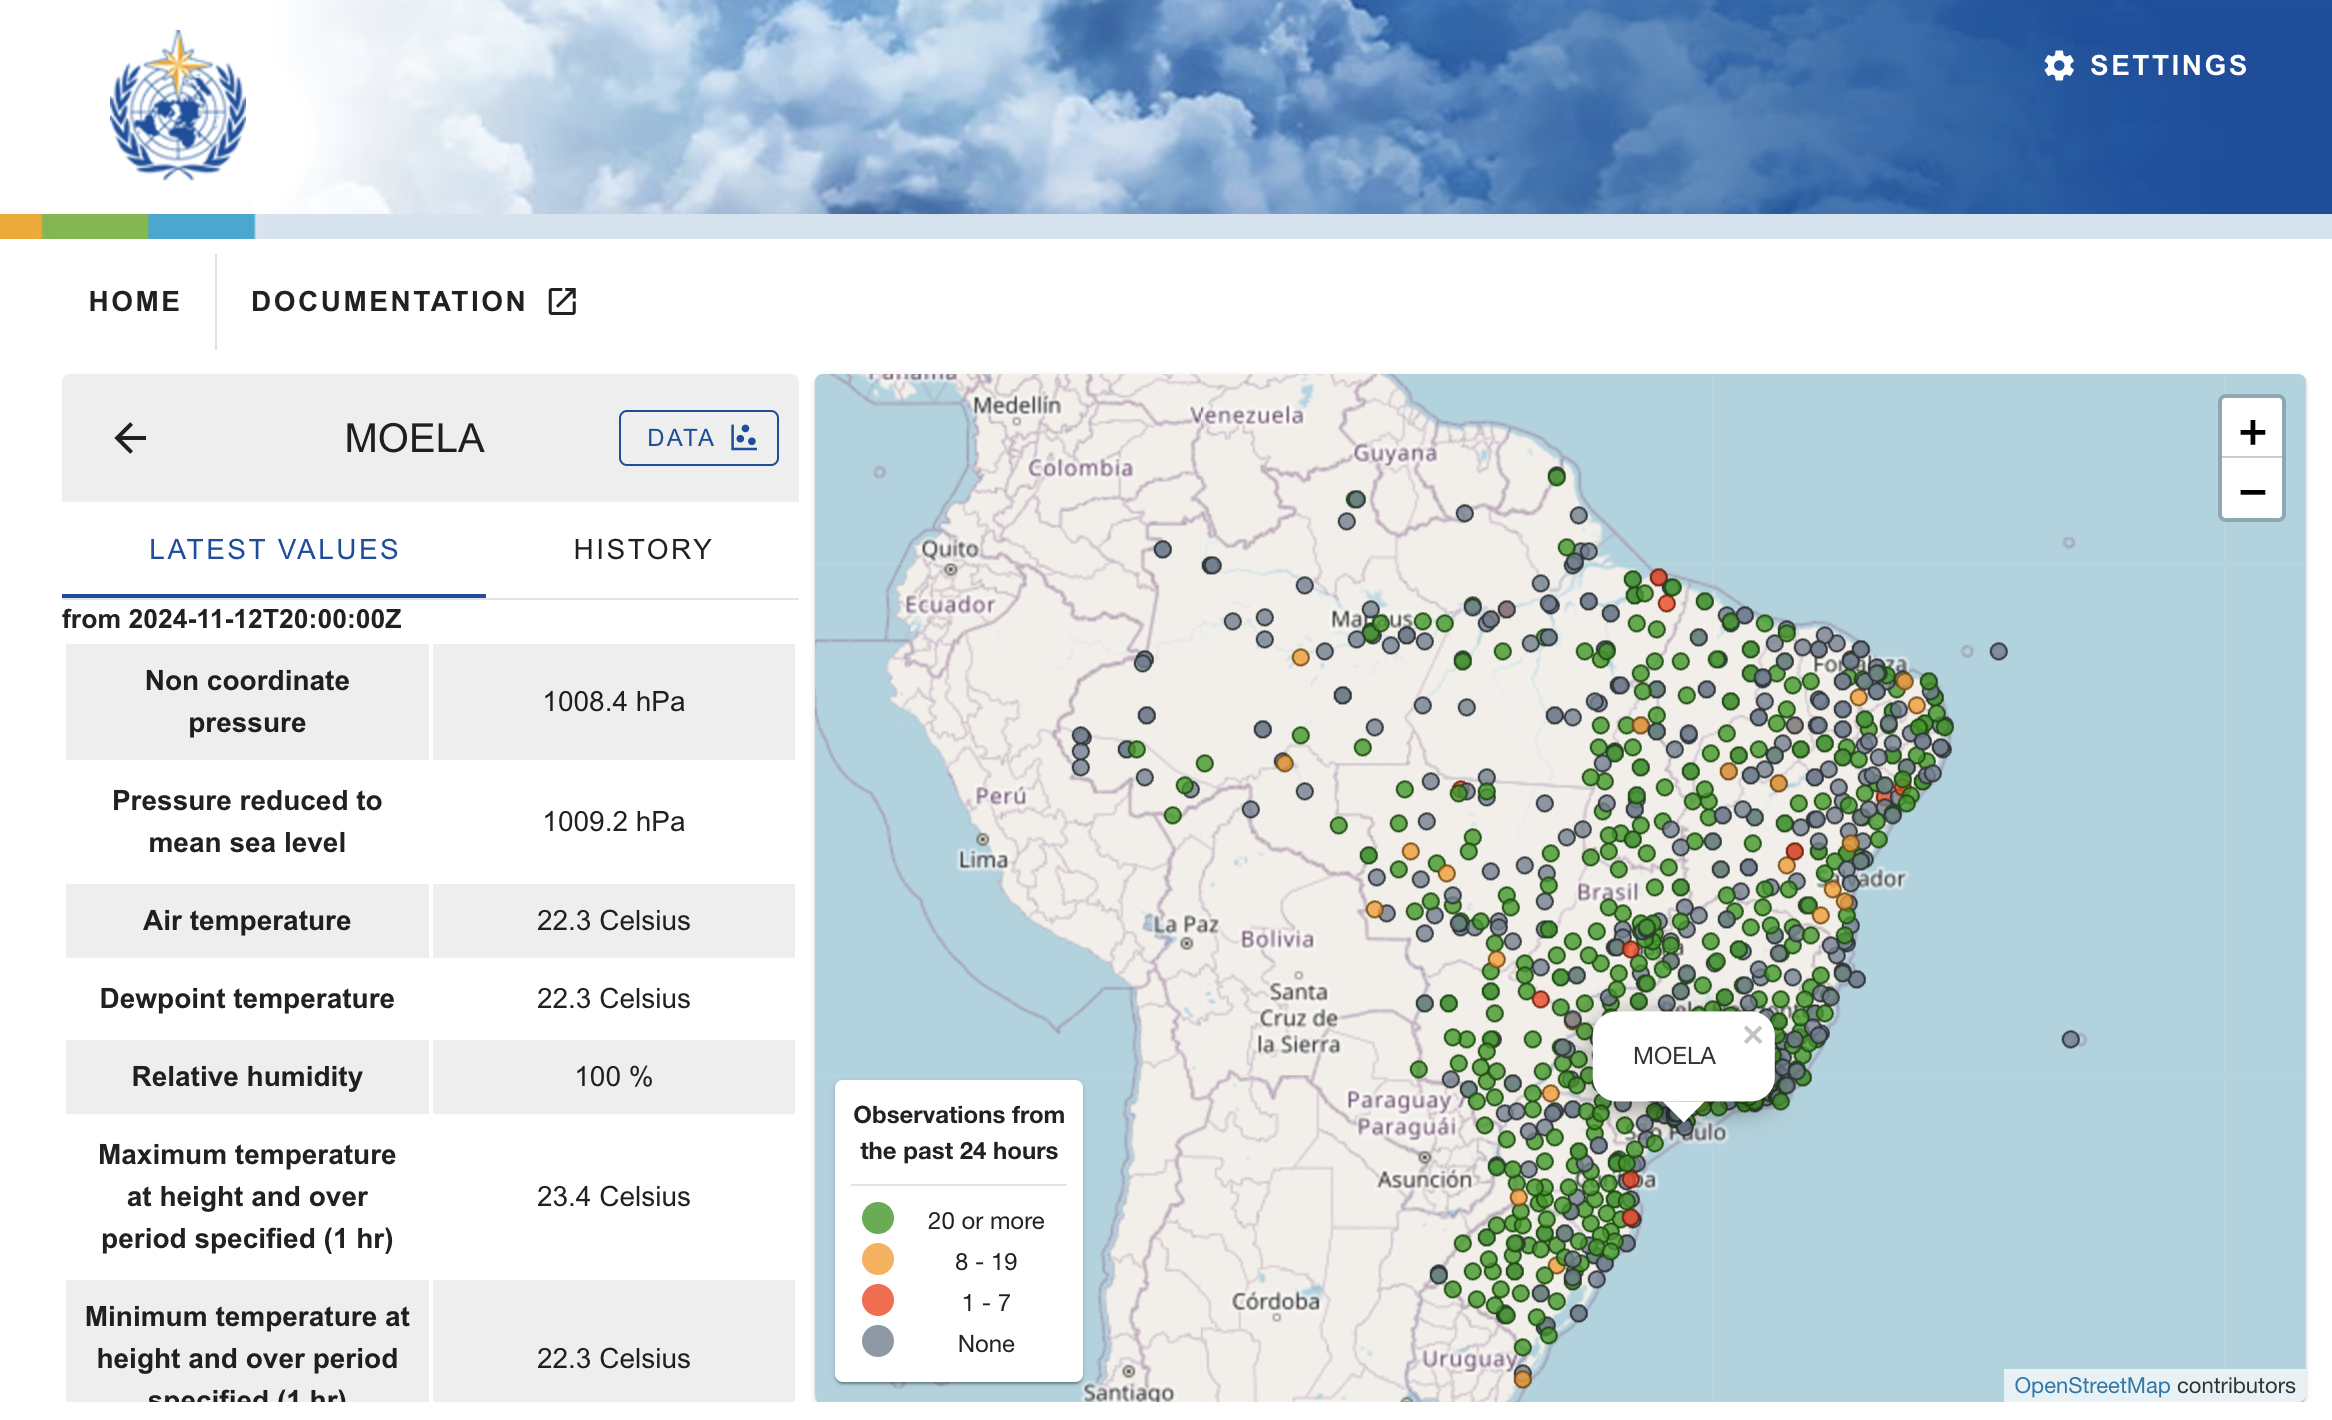 SETTINGS
HOME
DOCUMENTATION
MOELA
DATA
LATEST VALUES
HISTORY
from 2024-11-12T20:00:00Z
Non coordinate
pressure
1008.4 hPa
Pressure reduced to
mean sea level
1009.2 hPa
Air temperature
22.3 Celsius
Dewpoint temperature
22.3 Celsius
Relative humidity
100 %
Maximum temperature
at height and over
period specified (1 hr)
23.4 Celsius
Minimum temperature at
height and over period
specified (1 hr)
22.3 Celsius
Panamá
Medellín
Venezuela
Guyana
Colombia
Quito
Ecuador
Manaus
Fortaleza
Perú
Lima
Brasil
Salvador
La Paz
Bolivia
Santa
Cruz de
la Sierra
MOELA
×
Paraguay /
Paraguái
São Paulo
Asunción
Córdoba
Uruguay
Santiago
+
−
Observations from
the past 24 hours
20 or more
8 - 19
1 - 7
None
OpenStreetMap contributors